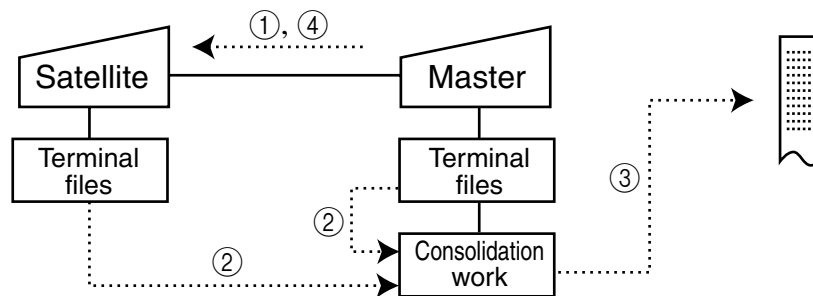 ①, ④
Satellite
Master
Terminal
files
Terminal
files
②
③
②
Consolidation
work